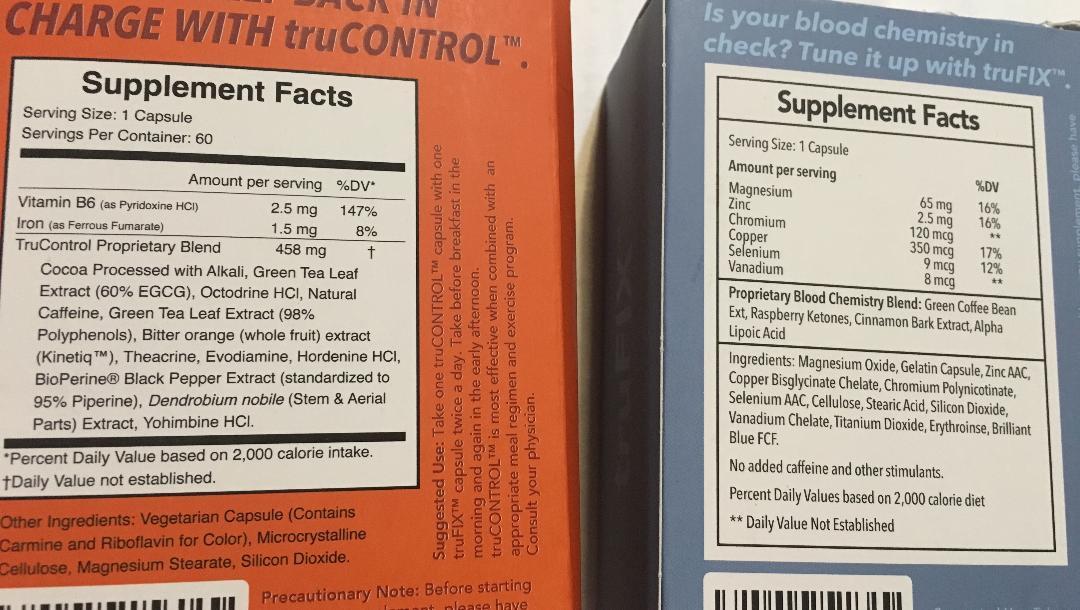 BACK IN
CHARGE WITH truCONTROL™.
Supplement Facts
Serving Size: 1 Capsule
Servings Per Container: 60
Amount per serving %DV*
Vitamin B6 (as Pyridoxine HCl) 2.5 mg 147%
Iron (as Ferrous Fumarate) 1.5 mg 8%
TruControl Proprietary Blend 458 mg †
Cocoa Processed with Alkali, Green Tea Leaf
Extract (60% EGCG), Octodrine HCl, Natural
Caffeine, Green Tea Leaf Extract (98%
Polyphenols), Bitter orange (whole fruit) extract
(Kinetiq™), Theacrine, Evodiamine, Hordenine HCl,
BioPerine® Black Pepper Extract (standardized to
95% Piperine), Dendrobium nobile (Stem & Aerial
Parts) Extract, Yohimbine HCl.
*Percent Daily Value based on 2,000 calorie intake.
†Daily Value not established.
Other Ingredients: Vegetarian Capsule (Contains
Carmine and Riboflavin for Color), Microcrystalline
Cellulose, Magnesium Stearate, Silicon Dioxide.
Suggested Use: Take one truCONTROL™ capsule with one
truFIX™ capsule twice a day. Take before breakfast in the
morning and again in the early afternoon.
truCONTROL™ is most effective when combined with an
appropriate meal regimen and exercise program.
Consult your physician.
Precautionary Note: Before starting
please have
truFIX
Is your blood chemistry in
check? Tune it up with truFIX™.
Supplement Facts
Serving Size: 1 Capsule
Amount per serving %DV
Magnesium 65 mg 16%
Zinc 2.5 mg 16%
Chromium 120 mcg **
Copper 350 mcg 17%
Selenium 9 mcg 12%
Vanadium 8 mcg **
Proprietary Blood Chemistry Blend: Green Coffee Bean
Ext, Raspberry Ketones, Cinnamon Bark Extract, Alpha
Lipoic Acid
Ingredients: Magnesium Oxide, Gelatin Capsule, Zinc AAC,
Copper Bisglycinate Chelate, Chromium Polynicotinate,
Selenium AAC, Cellulose, Stearic Acid, Silicon Dioxide,
Vanadium Chelate, Titanium Dioxide, Erythroinse, Brilliant
Blue FCF.
No added caffeine and other stimulants.
Percent Daily Values based on 2,000 calorie diet
** Daily Value Not Established
please have